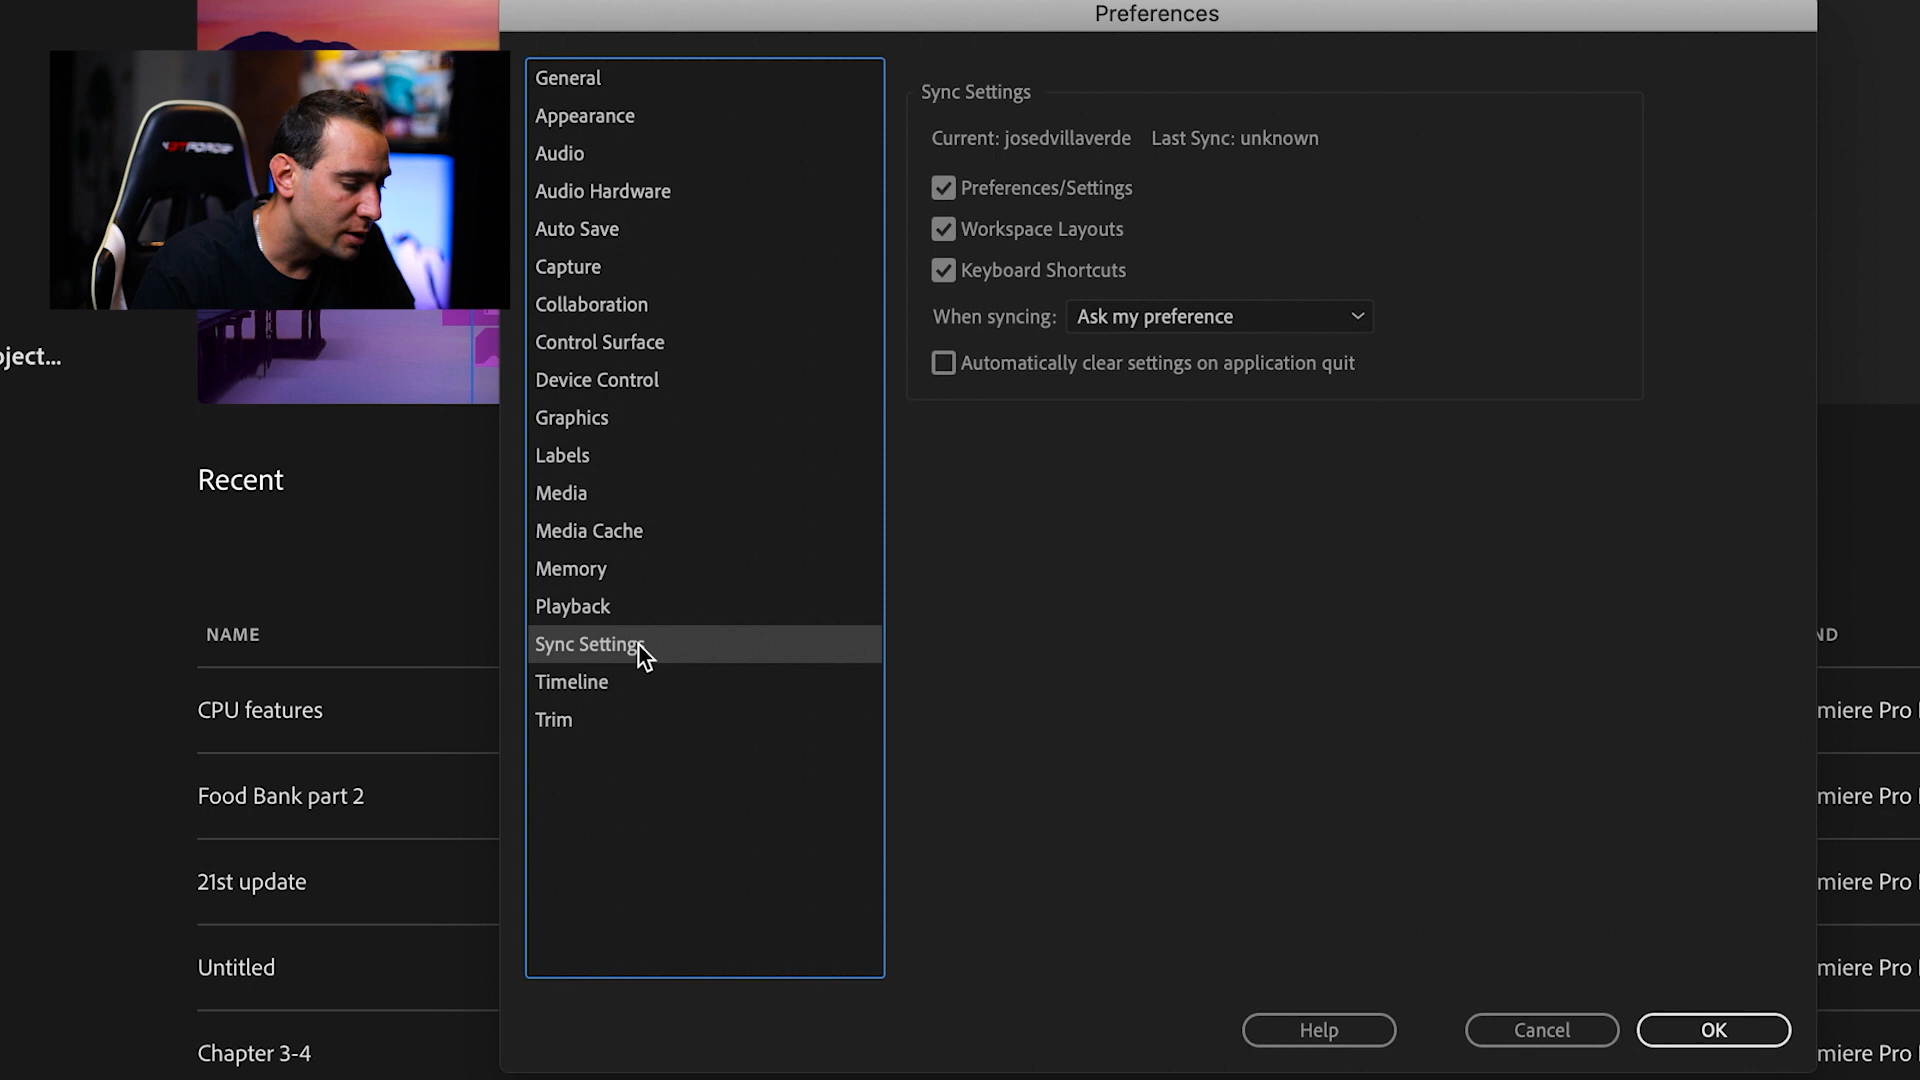 Preferences
General
Appearance
Audio
Audio Hardware
Auto Save
Capture
Collaboration
Control Surface
Device Control
Graphics
Labels
Media
Media Cache
Memory
Playback
Sync Settings
Timeline
Trim
Sync Settings
Current: josedvillaverde Last Sync: unknown
Preferences/Settings
Workspace Layouts
Keyboard Shortcuts
When syncing: Ask my preference
Automatically clear settings on application quit
Help
Cancel
OK
GTFORCE
oject...
Recent
NAME
ND
CPU features
miere Pro
Food Bank part 2
miere Pro
21st update
miere Pro
Untitled
miere Pro
Chapter 3-4
miere Pro